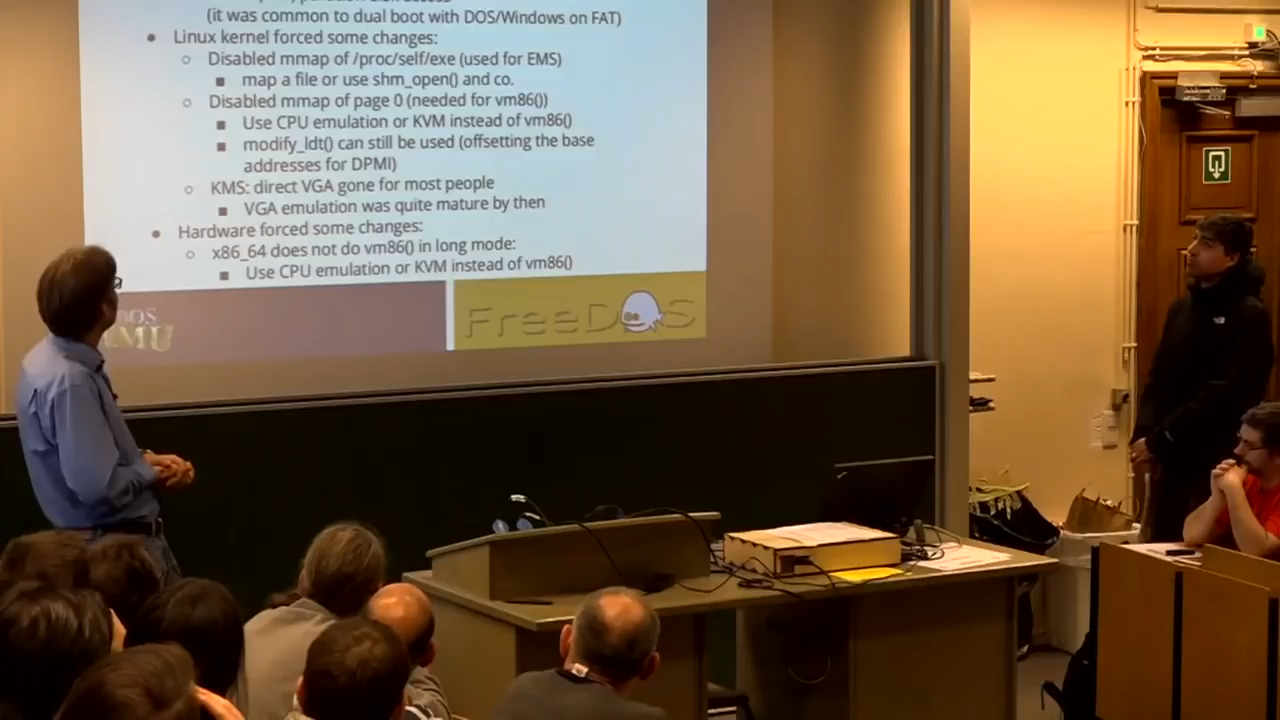 (it was common to dual boot with DOS/Windows on FAT)
● Linux kernel forced some changes:
○ Disabled mmap of /proc/self/exe (used for EMS)
■ map a file or use shm_open() and co.
○ Disabled mmap of page 0 (needed for vm86())
■ Use CPU emulation or KVM instead of vm86()
■ modify_ldt() can still be used (offsetting the base
addresses for DPMI)
○ KMS: direct VGA gone for most people
■ VGA emulation was quite mature by then
● Hardware forced some changes:
○ x86_64 does not do vm86() in long mode:
■ Use CPU emulation or KVM instead of vm86()
FreeDOS